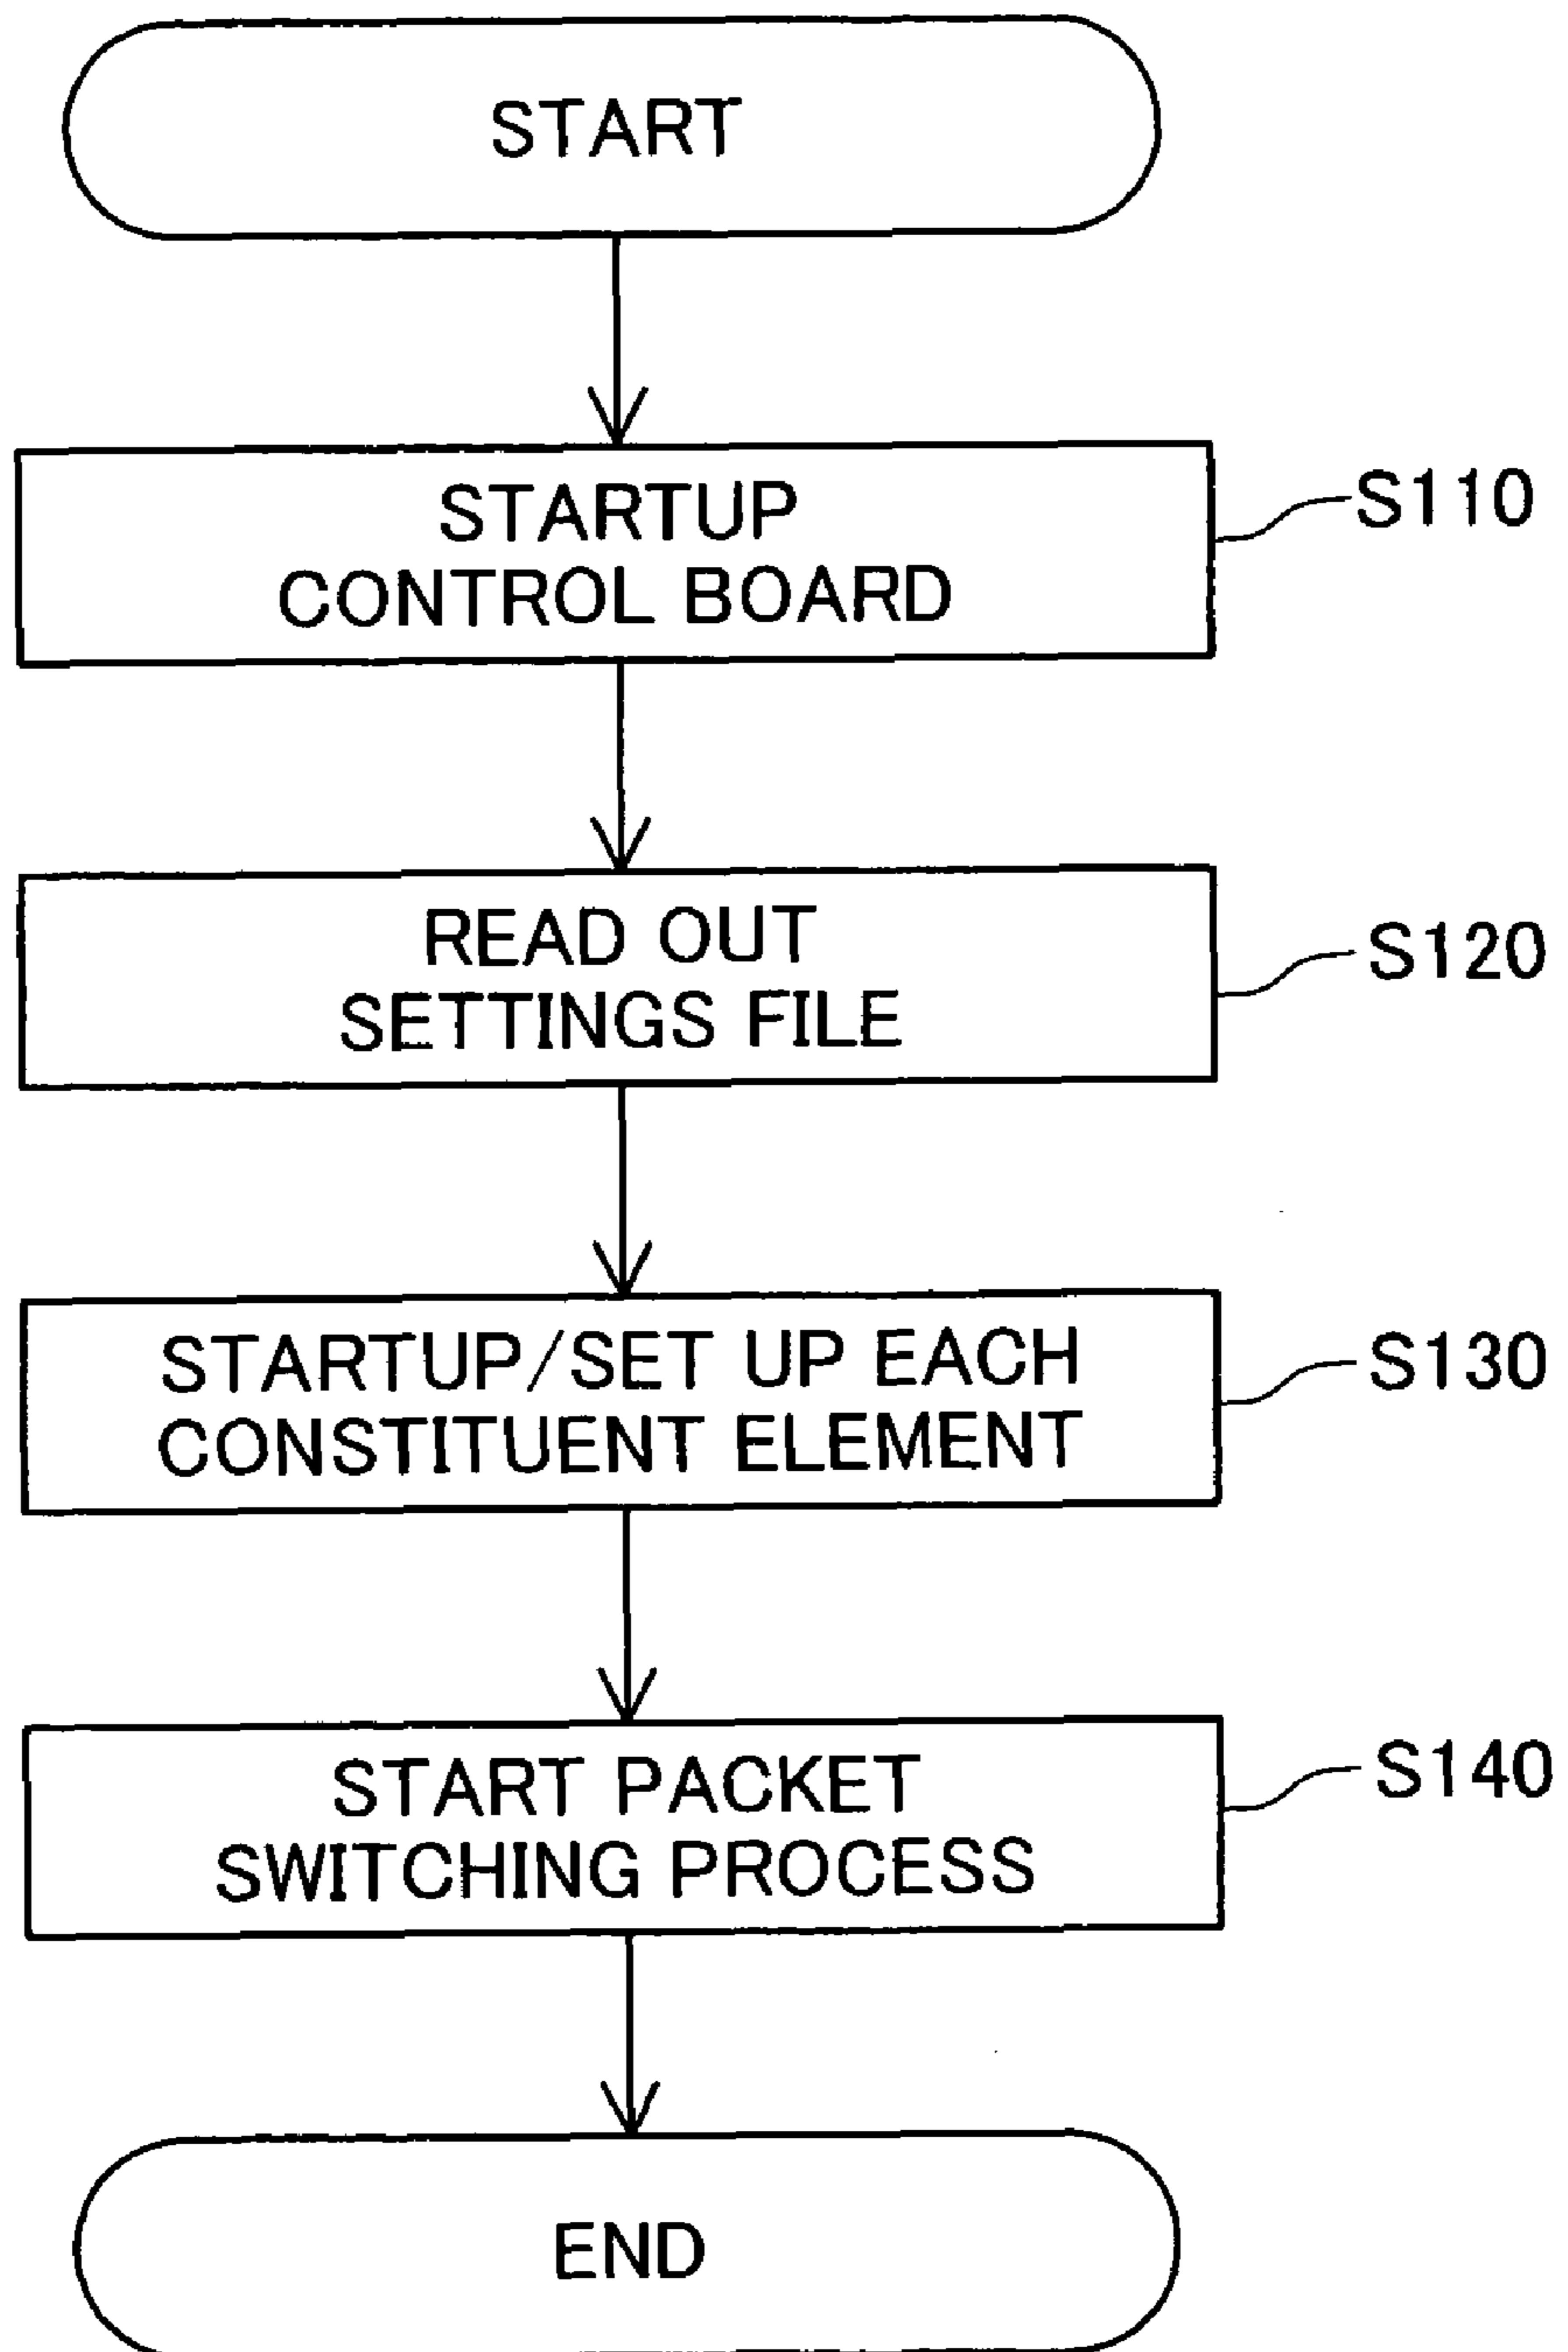 START
STARTUP
CONTROL BOARD
S110
READ OUT
SETTINGS FILE
S120
STARTUP/SET UP EACH
CONSTITUENT ELEMENT
S130
START PACKET
SWITCHING PROCESS
S140
END